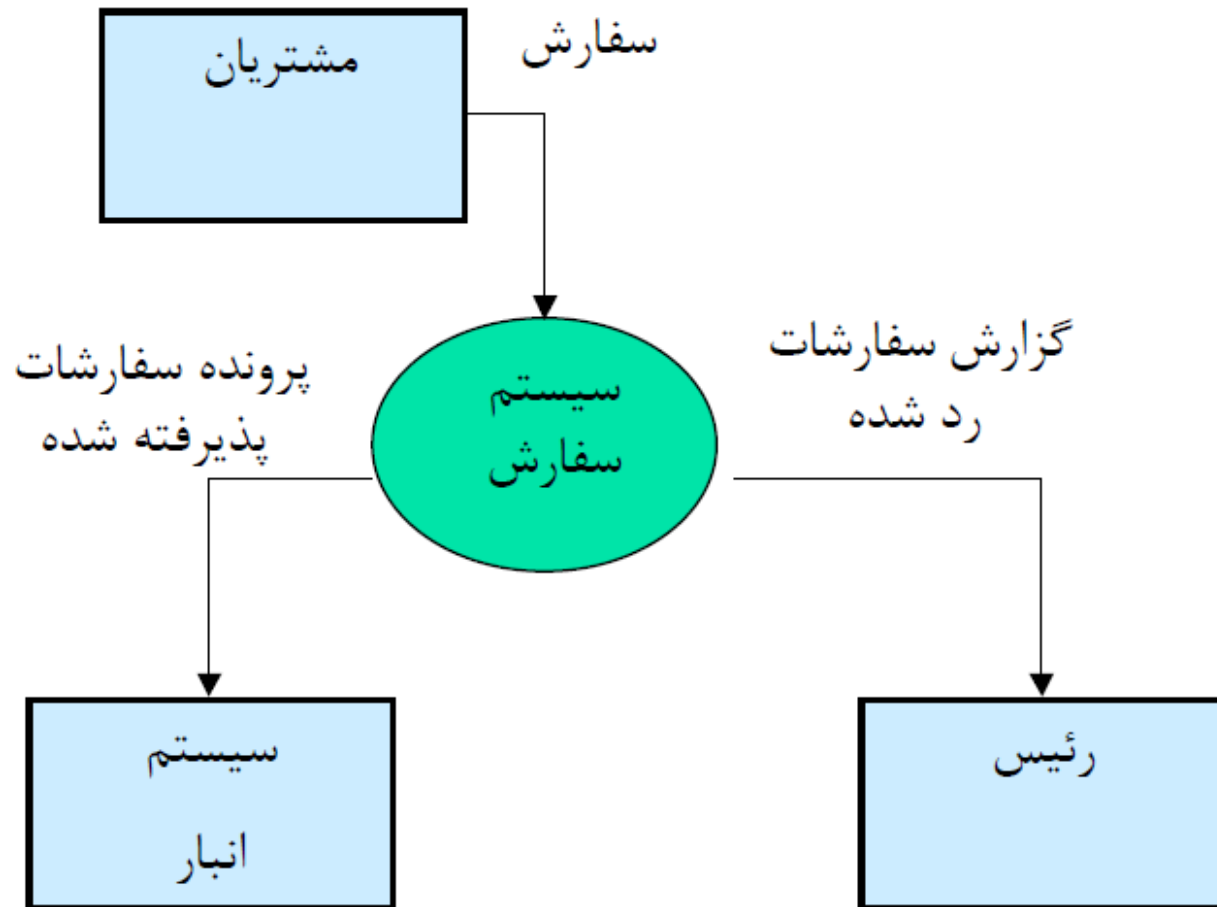 مشتریان
سفارش
گزارش سفارشات
رد شده
پرونده سفارشات
پذیرفته شده
سیستم
سفارش
رئیس
سیستم
انبار